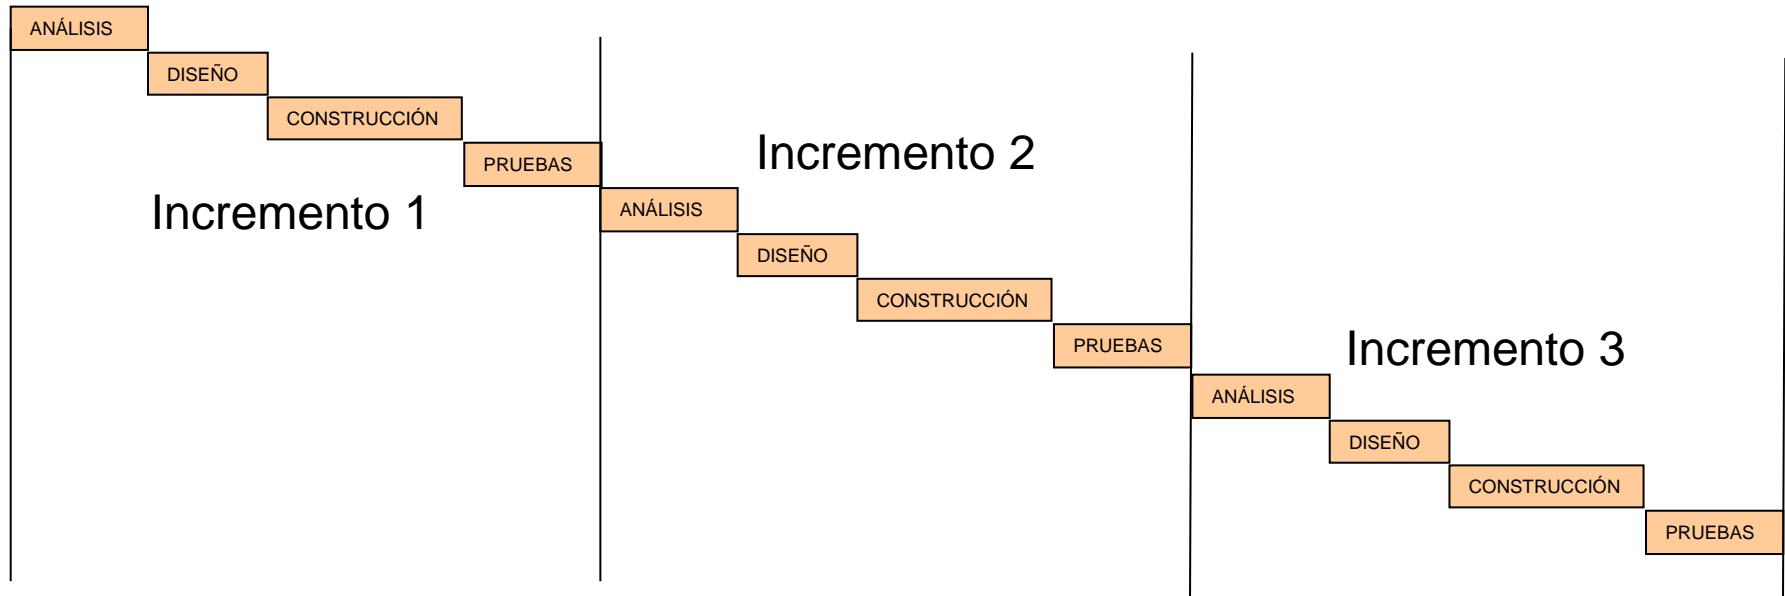 ANÁLISIS
DISEÑO
CONSTRUCCIÓN
PRUEBAS
Incremento 1
Incremento 2
ANÁLISIS
DISEÑO
CONSTRUCCIÓN
PRUEBAS
Incremento 3
ANÁLISIS
DISEÑO
CONSTRUCCIÓN
PRUEBAS